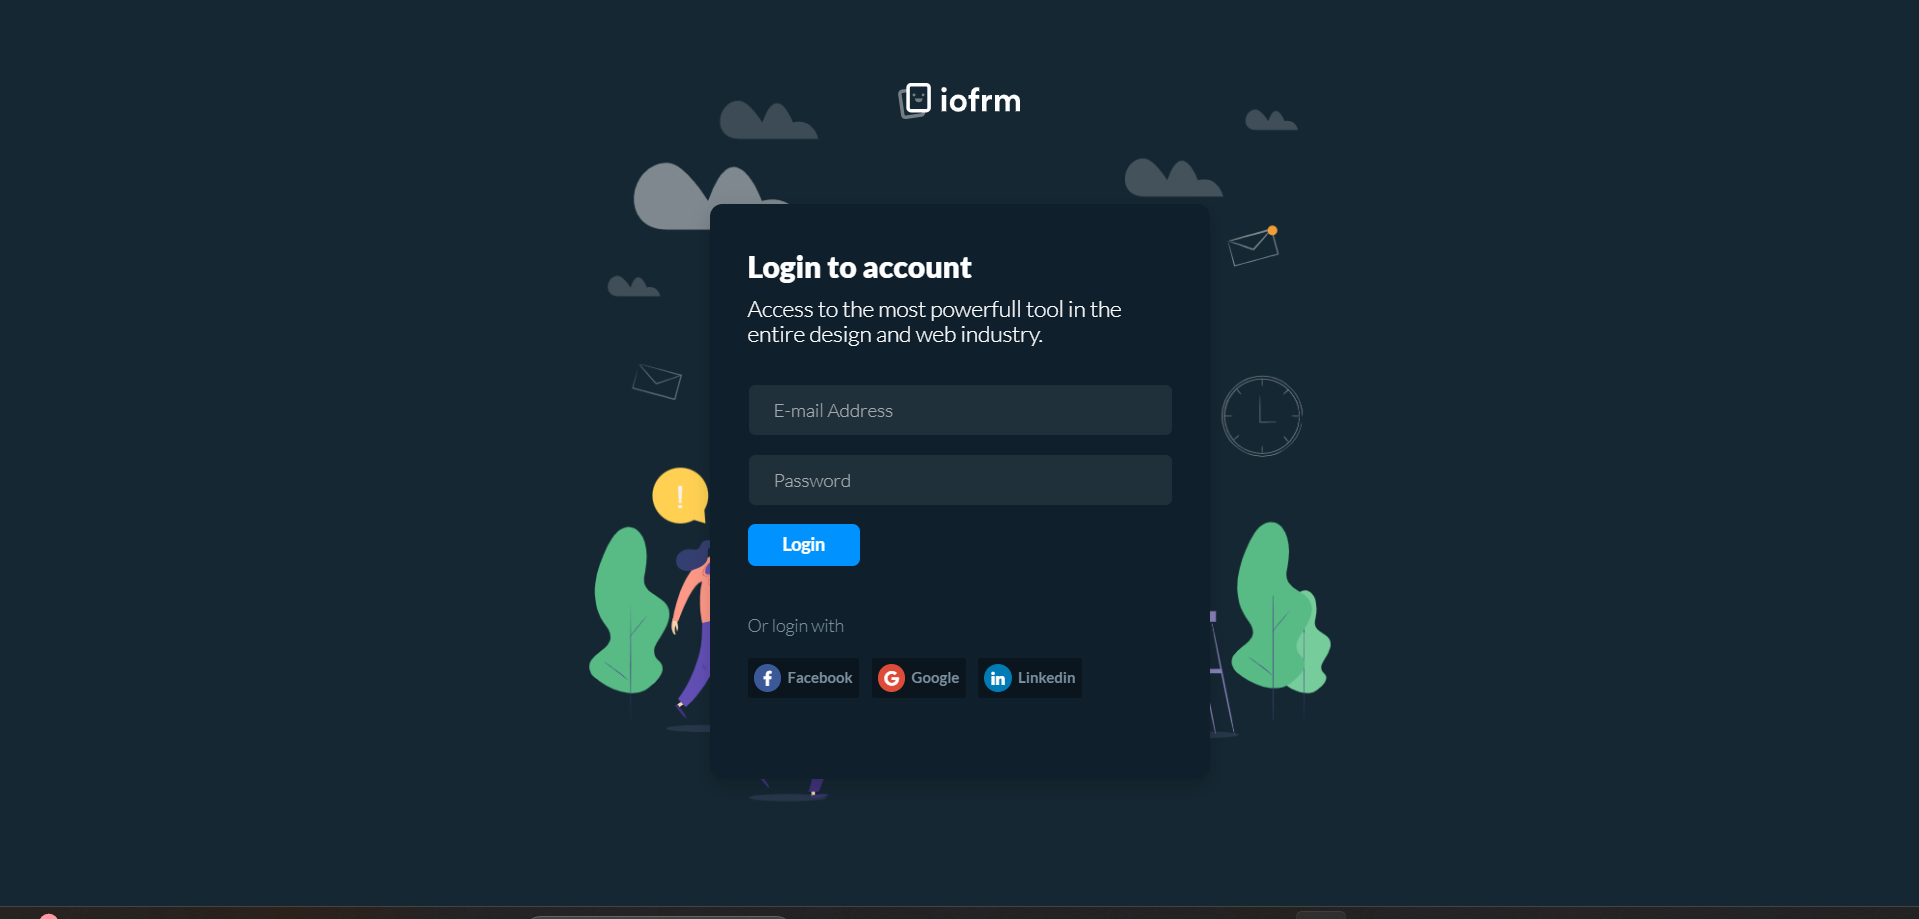 iofrm
Login to account
Access to the most powerfull tool in the
entire design and web industry.
E-mail Address
!
Password
Login
Or login with
Facebook Google Linkedin